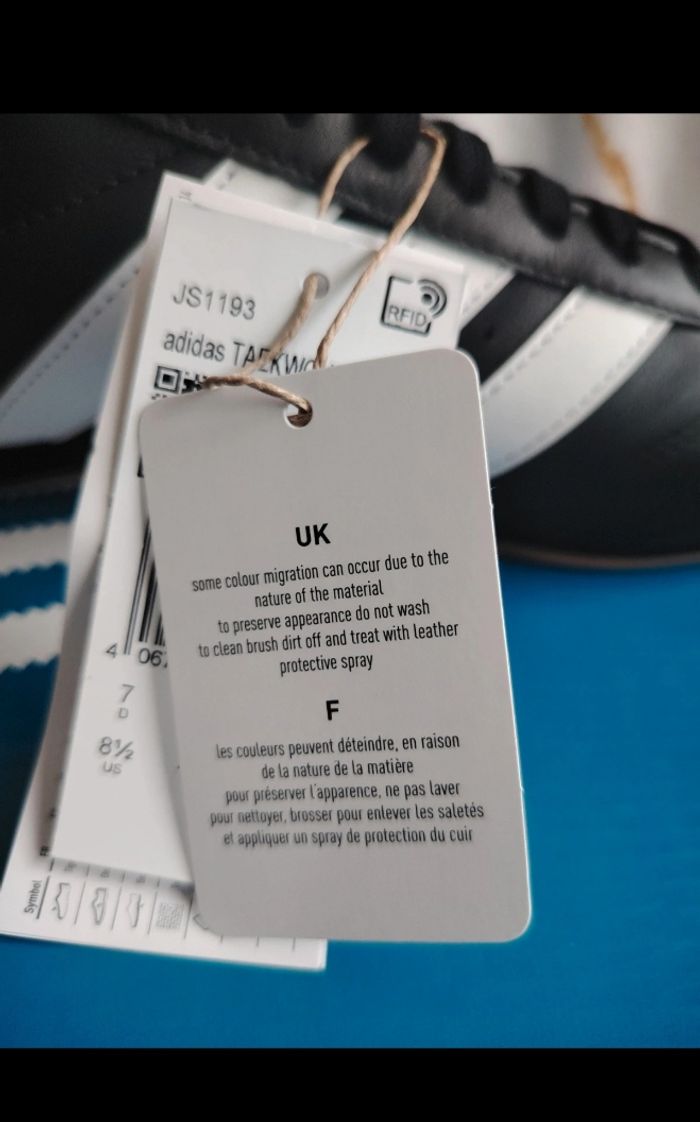 JS1193
RFID
adidas
UK
some colour migration can occur due to the
nature of the material
to preserve appearance do not wash
to clean brush dirt off and treat with leather
protective spray
F
les couleurs peuvent déteindre, en raison
de la nature de la matière
pour préserver l'apparence, ne pas laver
pour nettoyer, brosser pour enlever les saletés
et appliquer un spray de protection du cuir
4 06
7
D
8½
US
Symbol